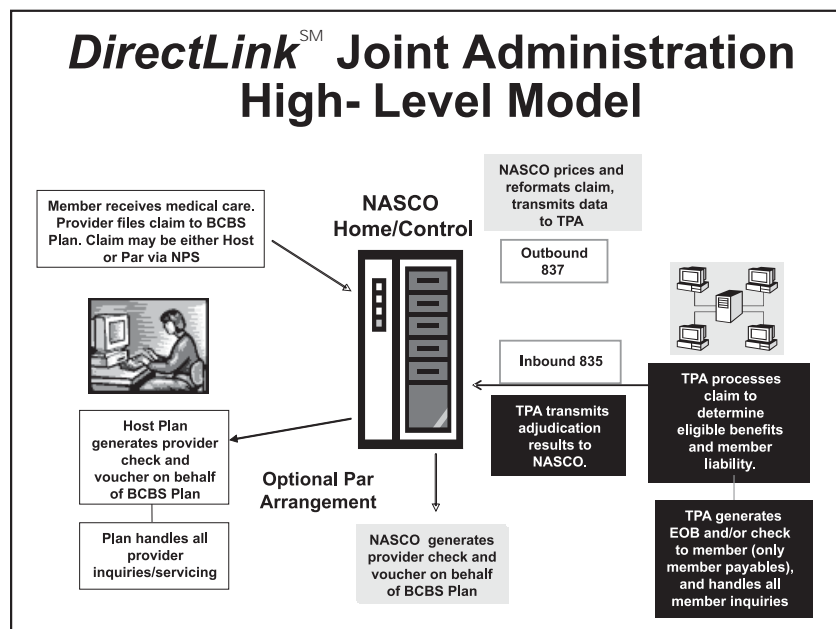 DirectLink℠ Joint Administration
High- Level Model
Member receives medical care.
Provider files claim to BCBS
Plan. Claim may be either Host
or Par via NPS
NASCO
Home/Control
NASCO prices and
reformats claim,
transmits data
to TPA
Outbound
837
Inbound 835
TPA transmits
adjudication
results to
NASCO.
TPA processes
claim to
determine
eligible benefits
and member
liability.
TPA generates
EOB and/or check
to member (only
member payables),
and handles all
member inquiries
Host Plan
generates provider
check and
voucher on behalf
of BCBS Plan
Plan handles all
provider
inquiries/servicing
Optional Par
Arrangement
NASCO generates
provider check and
voucher on behalf
of BCBS Plan